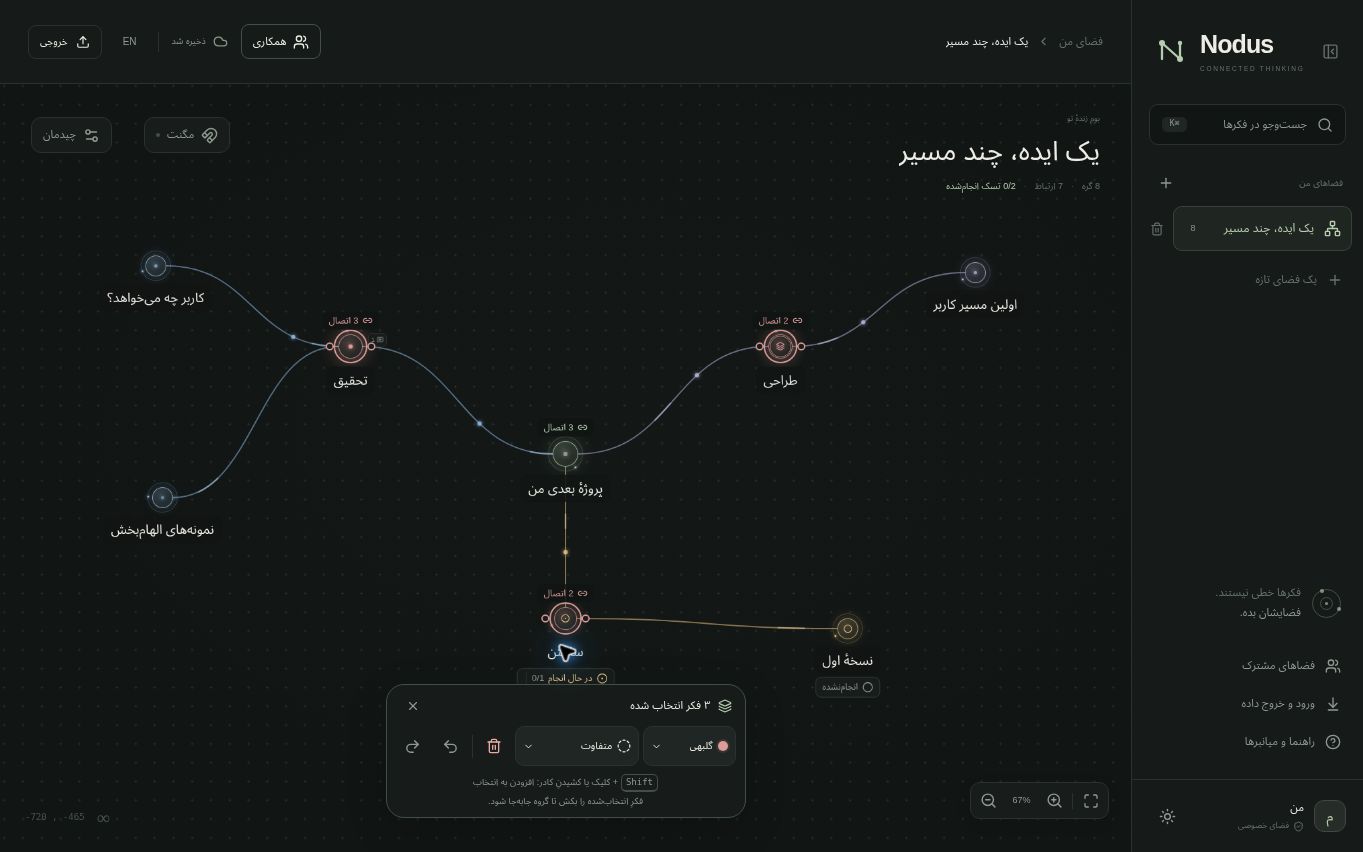 Nodus
CONNECTED THINKING
جست‌وجو در فکرها
K⌘
فضاهای من
یک ایده، چند مسیر
8
یک فضای تازه
فکرها خطی نیستند.
فضایشان بده.
فضاهای مشترک
ورود و خروج داده
راهنما و میانبرها
من
فضای خصوصی
م
فضای من
یک ایده، چند مسیر
همکاری
ذخیره شد
EN
خروجی
بوم زندهٔ تو
یک ایده، چند مسیر
8 گره · 7 ارتباط · 0/2 تسک انجام‌شده
مگنت
چیدمان
اولین مسیر کاربر
کاربر چه می‌خواهد؟
2 اتصال
طراحی
3 اتصال
1
تحقیق
3 اتصال
پروژهٔ بعدی من
نمونه‌های الهام‌بخش
2 اتصال
در حال انجام 0/1
نسخهٔ اول
انجام‌نشده
۳ فکر انتخاب شده
گلبهی
متفاوت
Shift + کلیک یا کشیدن کادر: افزودن به انتخاب
فکرِ انتخاب‌شده را بکش تا گروه جابه‌جا شود.
67%
-720 , -465